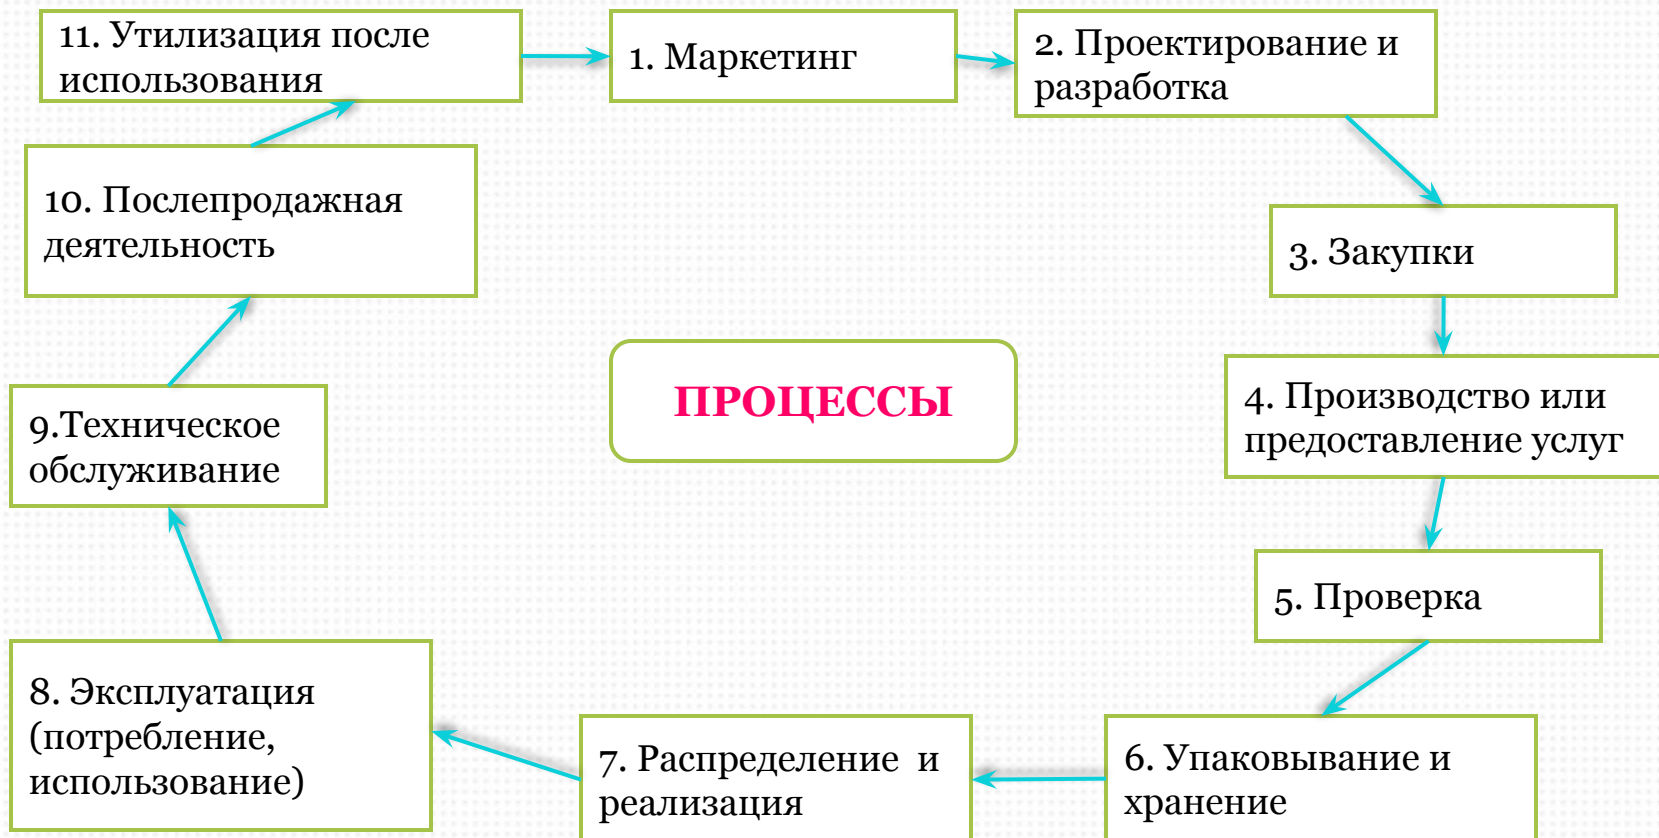 11. Утилизация после
использования
1. Маркетинг
2. Проектирование и
разработка
10. Послепродажная
деятельность
3. Закупки
ПРОЦЕССЫ
4. Производство или
предоставление услуг
9.Техническое
обслуживание
5. Проверка
8. Эксплуатация
(потребление,
использование)
7. Распределение и
реализация
6. Упаковывание и
хранение